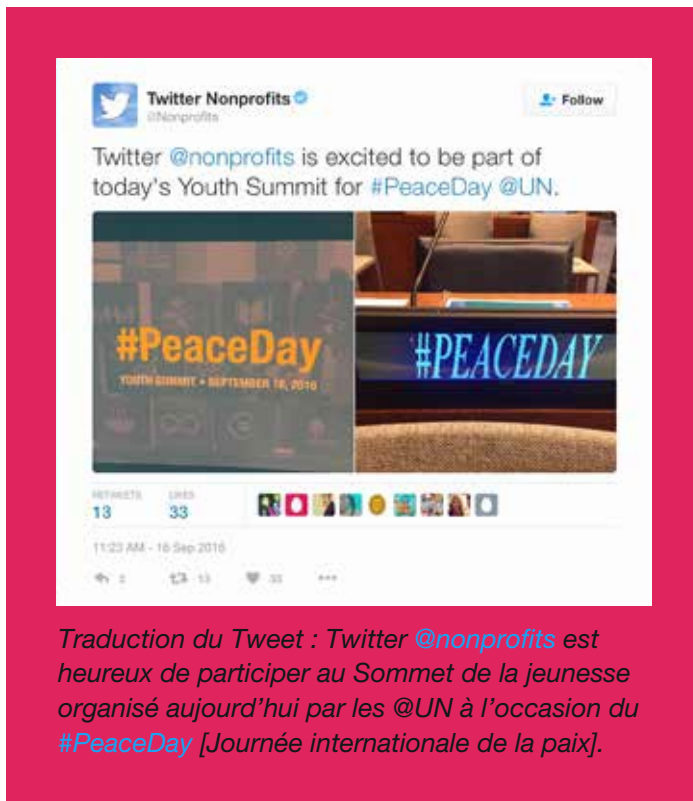 Twitter Nonprofits
@Nonprofits
Follow
Twitter @nonprofits is excited to be part of
today's Youth Summit for #PeaceDay @UN.
#PeaceDay
YOUTH SUMMIT • SEPTEMBER 16, 2016
#PEACEDAY
RETWEETS
LIKES
13
33
11:23 AM - 16 Sep 2016
13
33
Traduction du Tweet : Twitter @nonprofits est
heureux de participer au Sommet de la jeunesse
organisé aujourd'hui par les @UN à l'occasion du
#PeaceDay [Journée internationale de la paix].